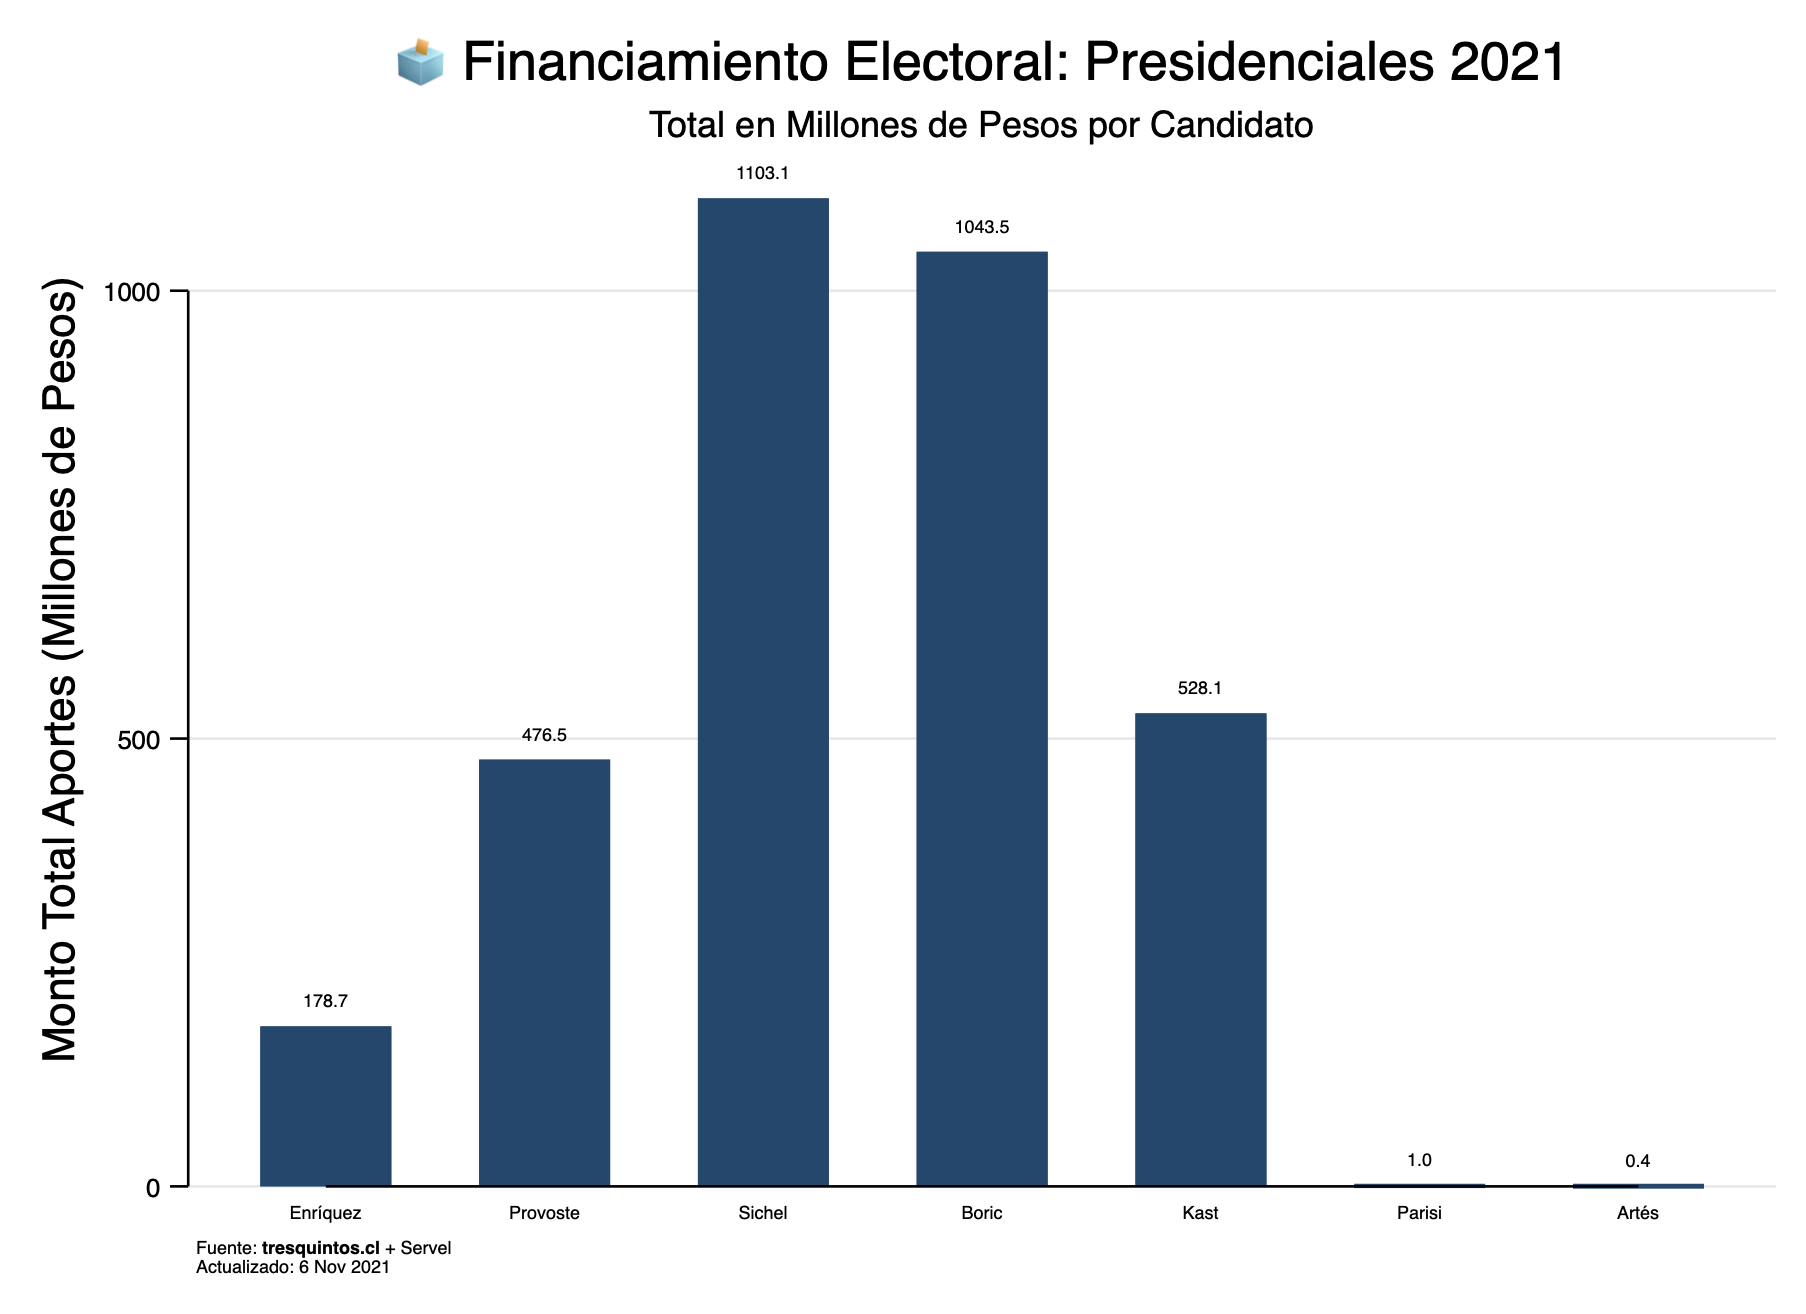 Financiamiento Electoral: Presidenciales 2021
Total en Millones de Pesos por Candidato
Monto Total Aportes (Millones de Pesos)
1000
500
0
178.7
476.5
1103.1
1043.5
528.1
1.0
0.4
Enríquez
Provoste
Sichel
Boric
Kast
Parisi
Artés
Fuente: tresquintos.cl + Servel
Actualizado: 6 Nov 2021